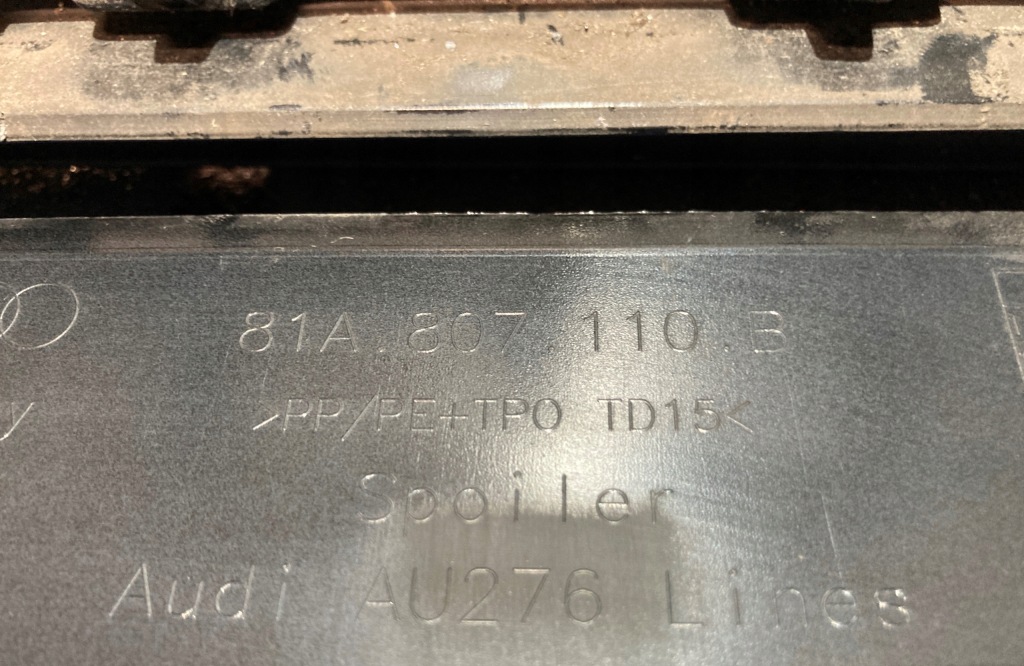 81A.807.110.B
>PP/PE+TPO TD15<
y
Spoiler
Audi AU276 Lines